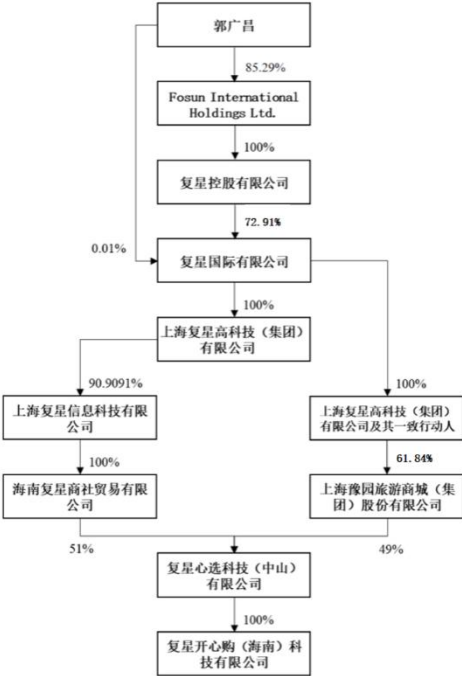 郭广昌
85.29%
Fosun International
Holdings Ltd.
100%
复星控股有限公司
72.91%
0.01%
复星国际有限公司
100%
上海复星高科技（集团）
有限公司
90.9091%
100%
上海复星信息科技有限
公司
上海复星高科技（集团）
有限公司及其一致行动人
100%
61.84%
海南复星商社贸易有限
公司
上海豫园旅游商城（集
团）股份有限公司
51%
49%
复星心选科技（中山）
有限公司
100%
复星开心购（海南）科
技有限公司